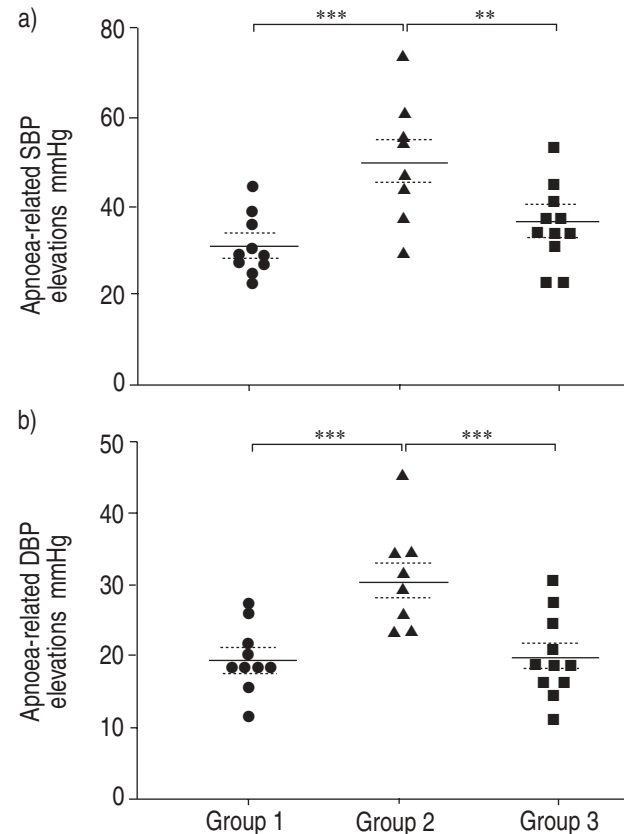 a)
80
60
40
20
0
Apnoea-related SBP
elevations mmHg
***
**
b)
50
40
30
20
10
0
Apnoea-related DBP
elevations mmHg
***
***
Group 1
Group 2
Group 3